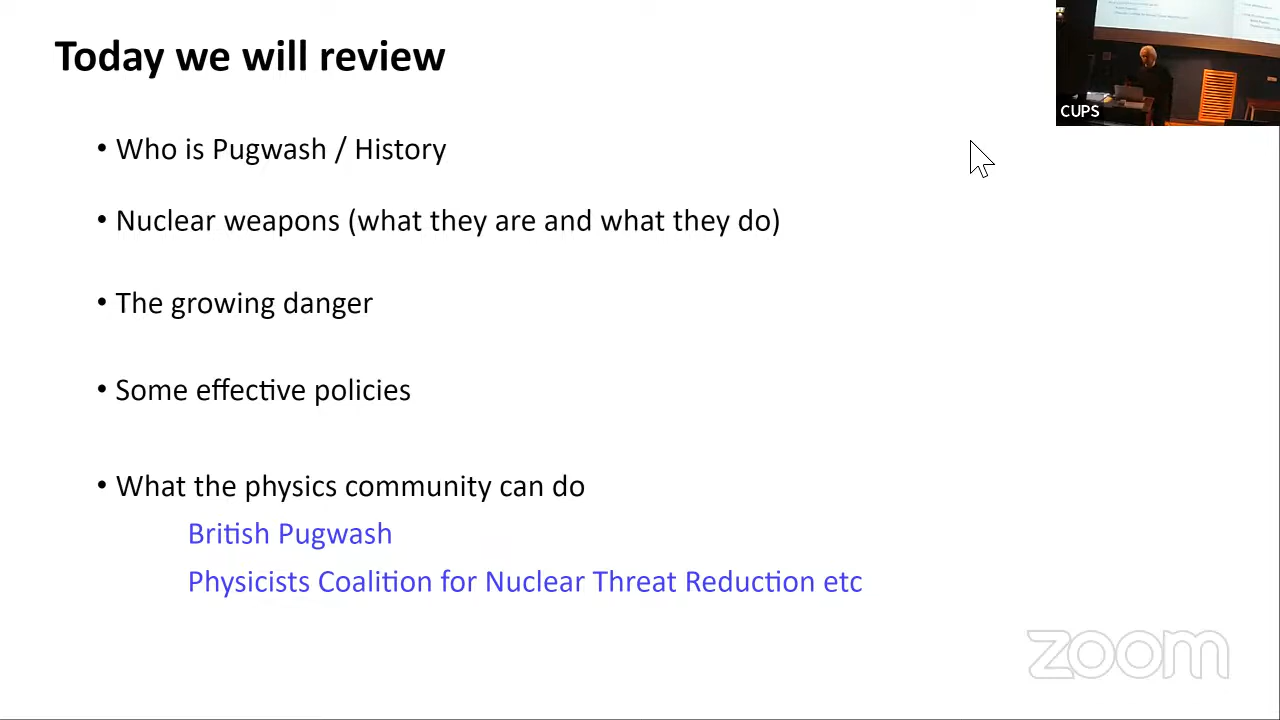 Today we will review
CUPS
• Who is Pugwash / History
• Nuclear weapons (what they are and what they do)
• The growing danger
• Some effective policies
• What the physics community can do
British Pugwash
Physicists Coalition for Nuclear Threat Reduction etc
zoom